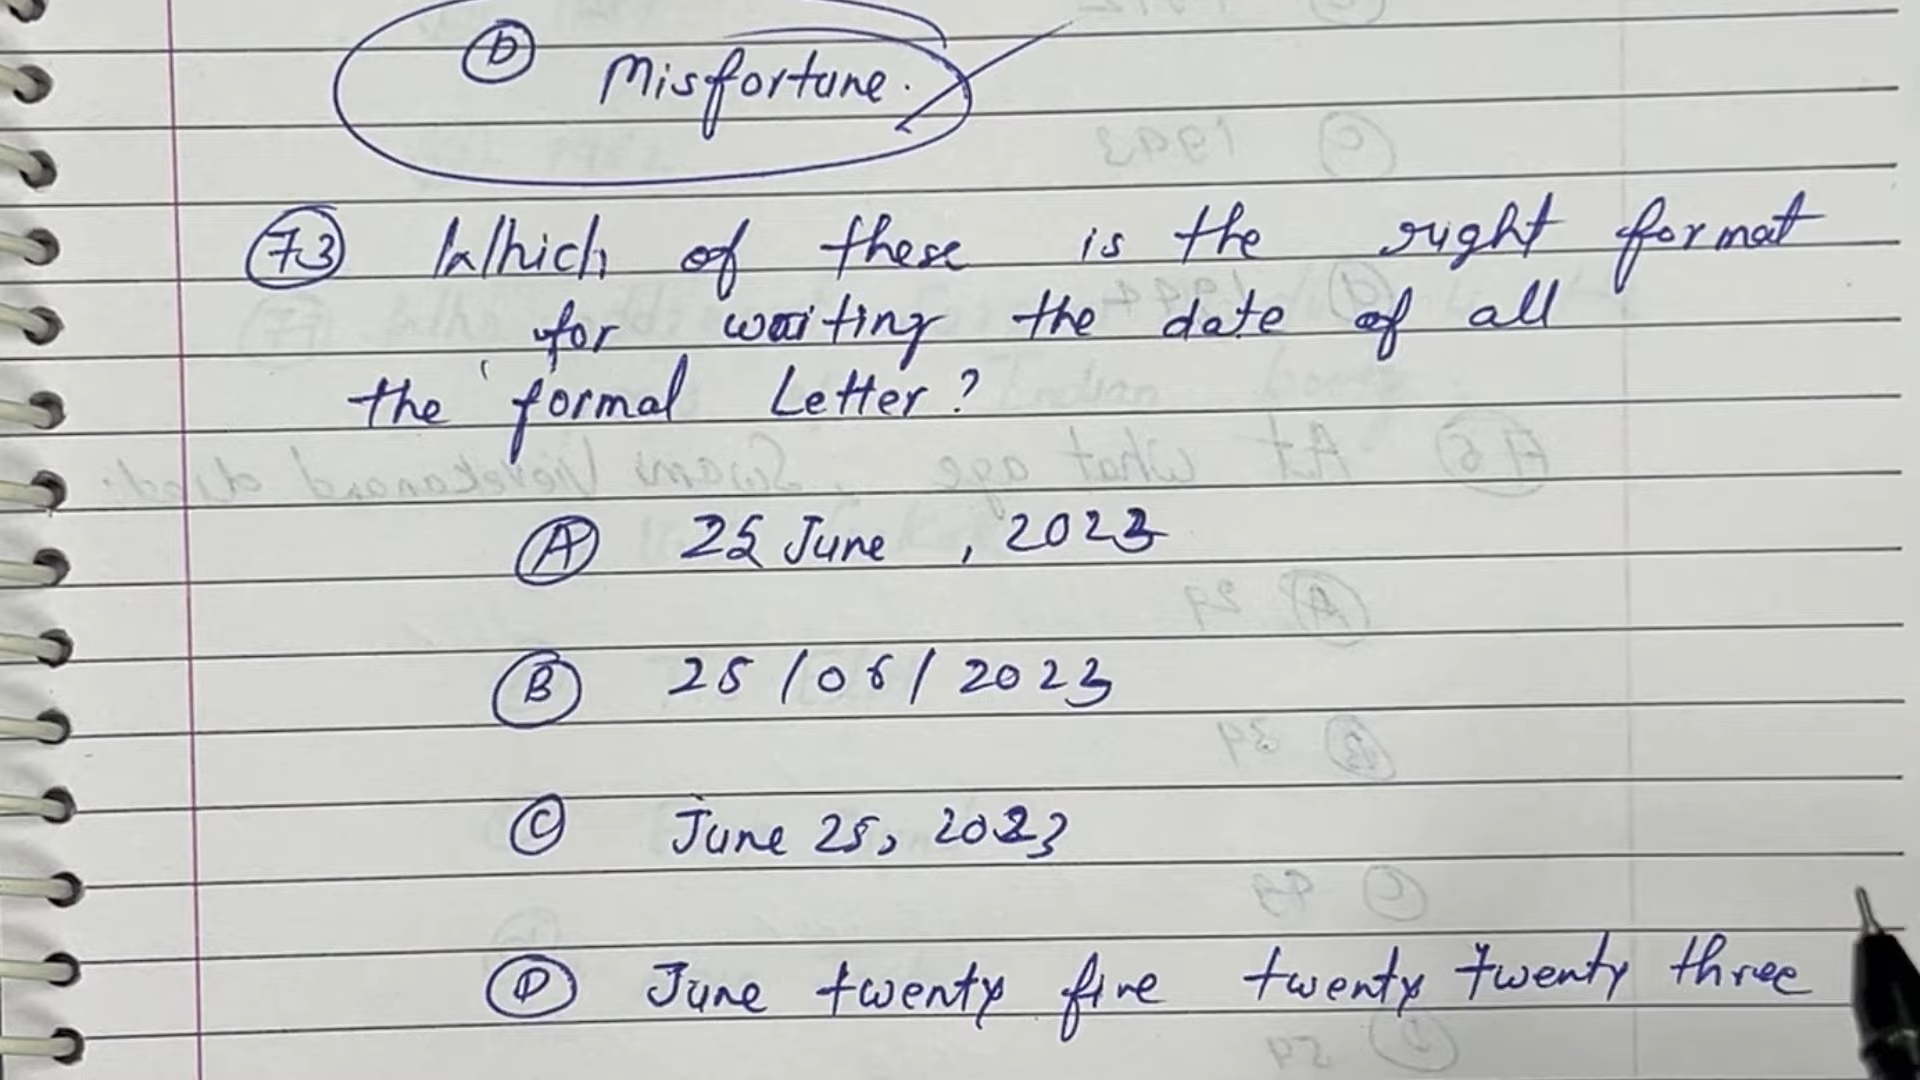 D Misfortune.
73 Which of these is the right format
for writing the date of all
the formal Letter?
A 25 June , 2023
B 25/06/2023
C June 25, 2023
D June twenty five twenty twenty three